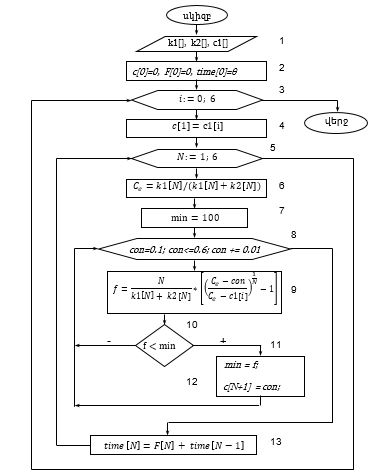 սկիզբ
k1[], k2[], c1[]
1
c[0]=0, F[0]=0, time[0]=0
2
3
i := 0; 6
վերջ
c[1] = c1[i]
4
5
N := 1; 6
C_e = k1[N]/(k1[N] + k2[N])
6
7
min = 100
8
con=0.1; con<=0.6; con += 0.01
f = \frac{N}{k1[N] + k2[N]} * \left[\left(\frac{C_e - con}{C_e - c1[i]}\right)^{\frac{1}{N}} - 1\right]
9
10
- f < min +
11
min = f;
12
c[N+1] = con;
time[N] = F[N] + time[N − 1]
13